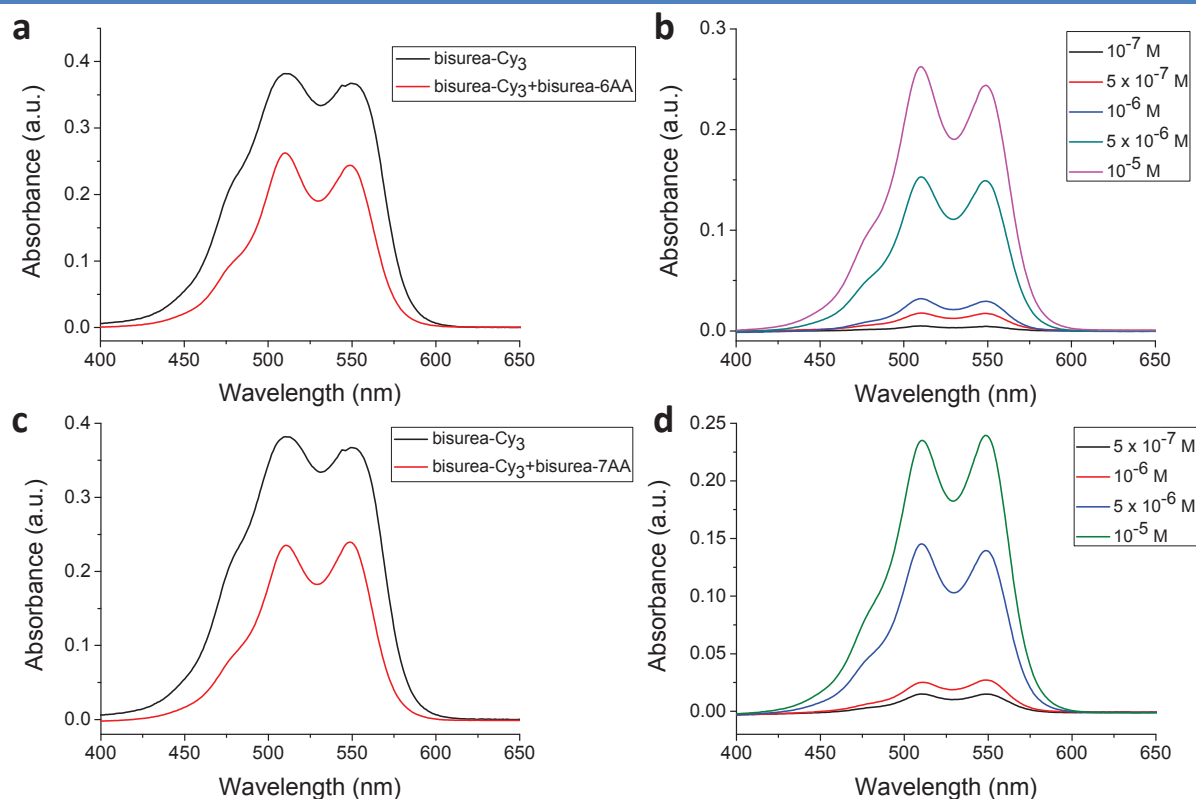 a
Absorbance (a.u.)
0.4
0.3
0.2
0.1
0.0
400 450 500 550 600 650
Wavelength (nm)
bisurea-Cy3
bisurea-Cy3+bisurea-6AA
b
Absorbance (a.u.)
0.3
0.2
0.1
0.0
400 450 500 550 600 650
Wavelength (nm)
10⁻⁷ M
5 x 10⁻⁷ M
10⁻⁶ M
5 x 10⁻⁶ M
10⁻⁵ M
c
Absorbance (a.u.)
0.4
0.3
0.2
0.1
0.0
400 450 500 550 600 650
Wavelength (nm)
bisurea-Cy₃
bisurea-Cy₃+bisurea-7AA
d
Absorbance (a.u.)
0.25
0.20
0.15
0.10
0.05
0.00
400 450 500 550 600 650
Wavelength (nm)
5 x 10⁻⁷ M
10⁻⁶ M
5 x 10⁻⁶ M
10⁻⁵ M